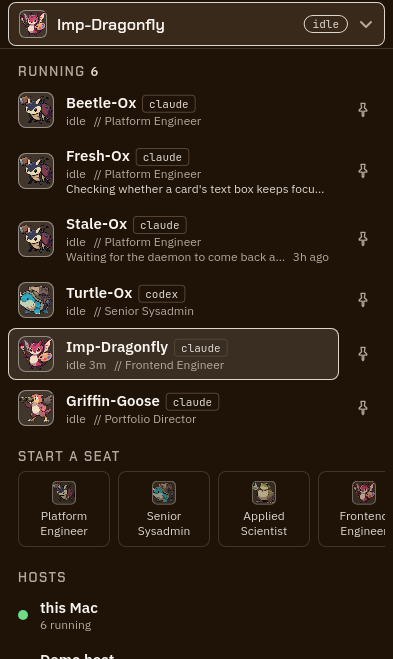 Imp-Dragonfly idle
RUNNING 6
Beetle-Ox claude
idle // Platform Engineer
Fresh-Ox claude
idle // Platform Engineer
Checking whether a card's text box keeps focu...
Stale-Ox claude
idle // Platform Engineer
Waiting for the daemon to come back a... 3h ago
Turtle-Ox codex
idle // Senior Sysadmin
Imp-Dragonfly claude
idle 3m // Frontend Engineer
Griffin-Goose claude
idle // Portfolio Director
START A SEAT
Platform Senior Applied Frontend
Engineer Sysadmin Scientist Engineer
HOSTS
this Mac
6 running
Demo host